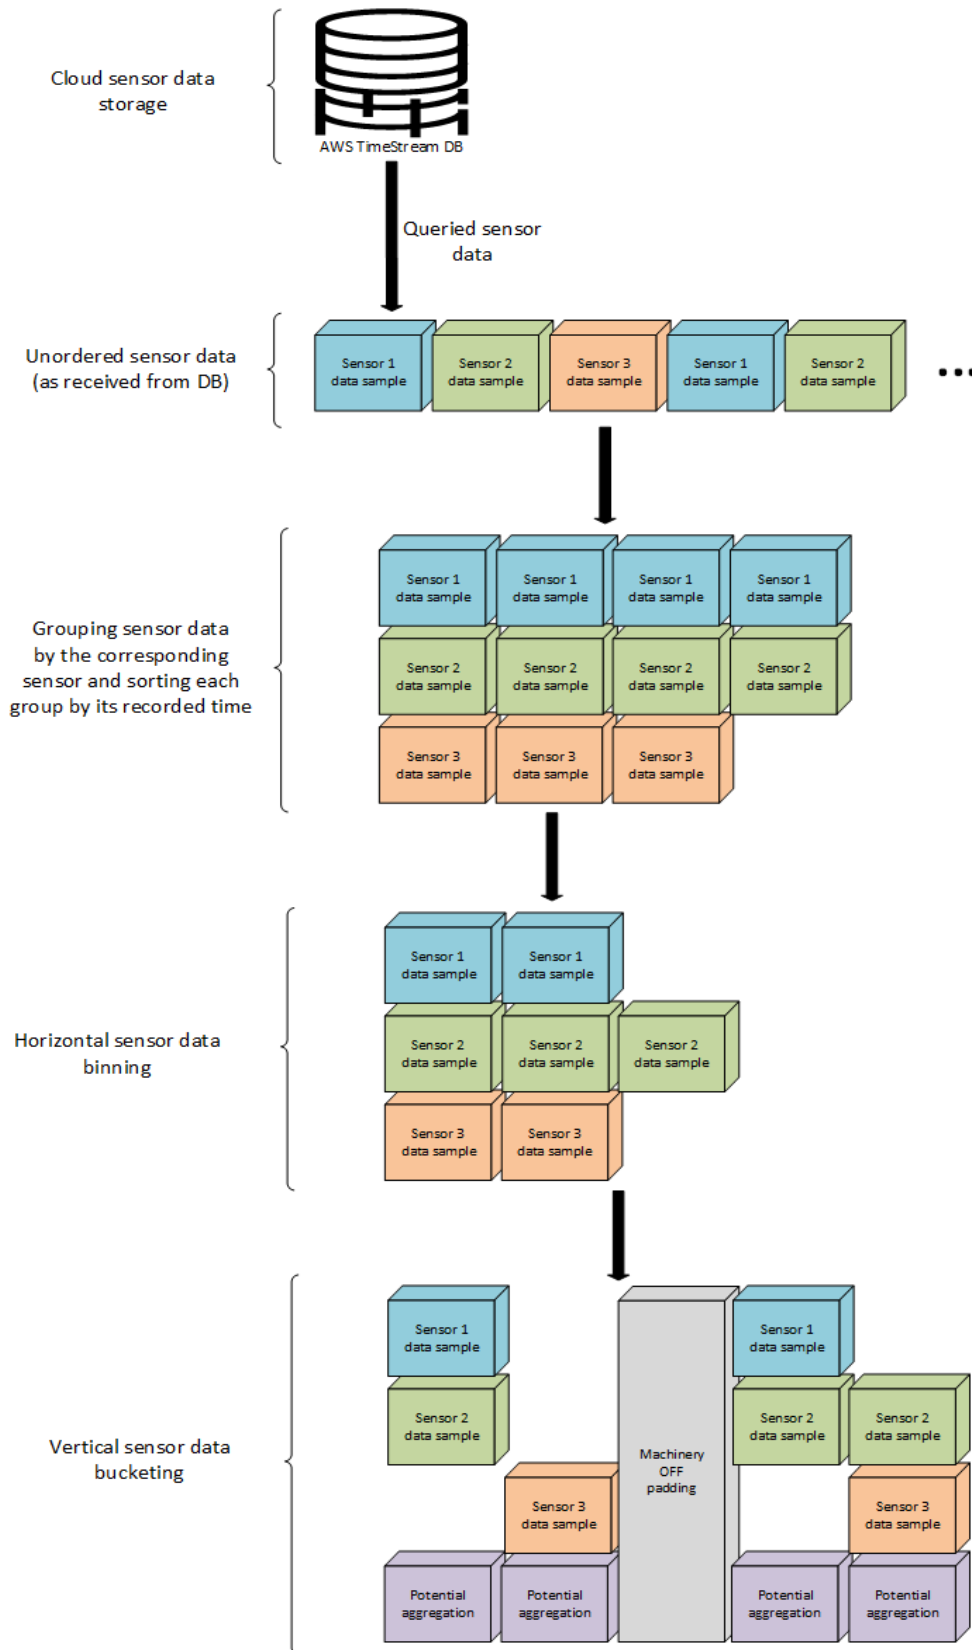 Cloud sensor data
storage
AWS TimeStream DB
Queried sensor
data
Unordered sensor data
(as received from DB)
Sensor 1
data sample
Sensor 2
data sample
Sensor 3
data sample
Sensor 1
data sample
Sensor 2
data sample
...
Grouping sensor data
by the corresponding
sensor and sorting each
group by its recorded time
Sensor 1
data sample
Sensor 1
data sample
Sensor 1
data sample
Sensor 1
data sample
Sensor 2
data sample
Sensor 2
data sample
Sensor 2
data sample
Sensor 2
data sample
Sensor 3
data sample
Sensor 3
data sample
Sensor 3
data sample
Horizontal sensor data
binning
Sensor 1
data sample
Sensor 1
data sample
Sensor 2
data sample
Sensor 2
data sample
Sensor 2
data sample
Sensor 3
data sample
Sensor 3
data sample
Vertical sensor data
bucketing
Sensor 1
data sample
Sensor 1
data sample
Sensor 2
data sample
Sensor 2
data sample
Sensor 2
data sample
Machinery
OFF
padding
Sensor 3
data sample
Sensor 3
data sample
Potential
aggregation
Potential
aggregation
Potential
aggregation
Potential
aggregation